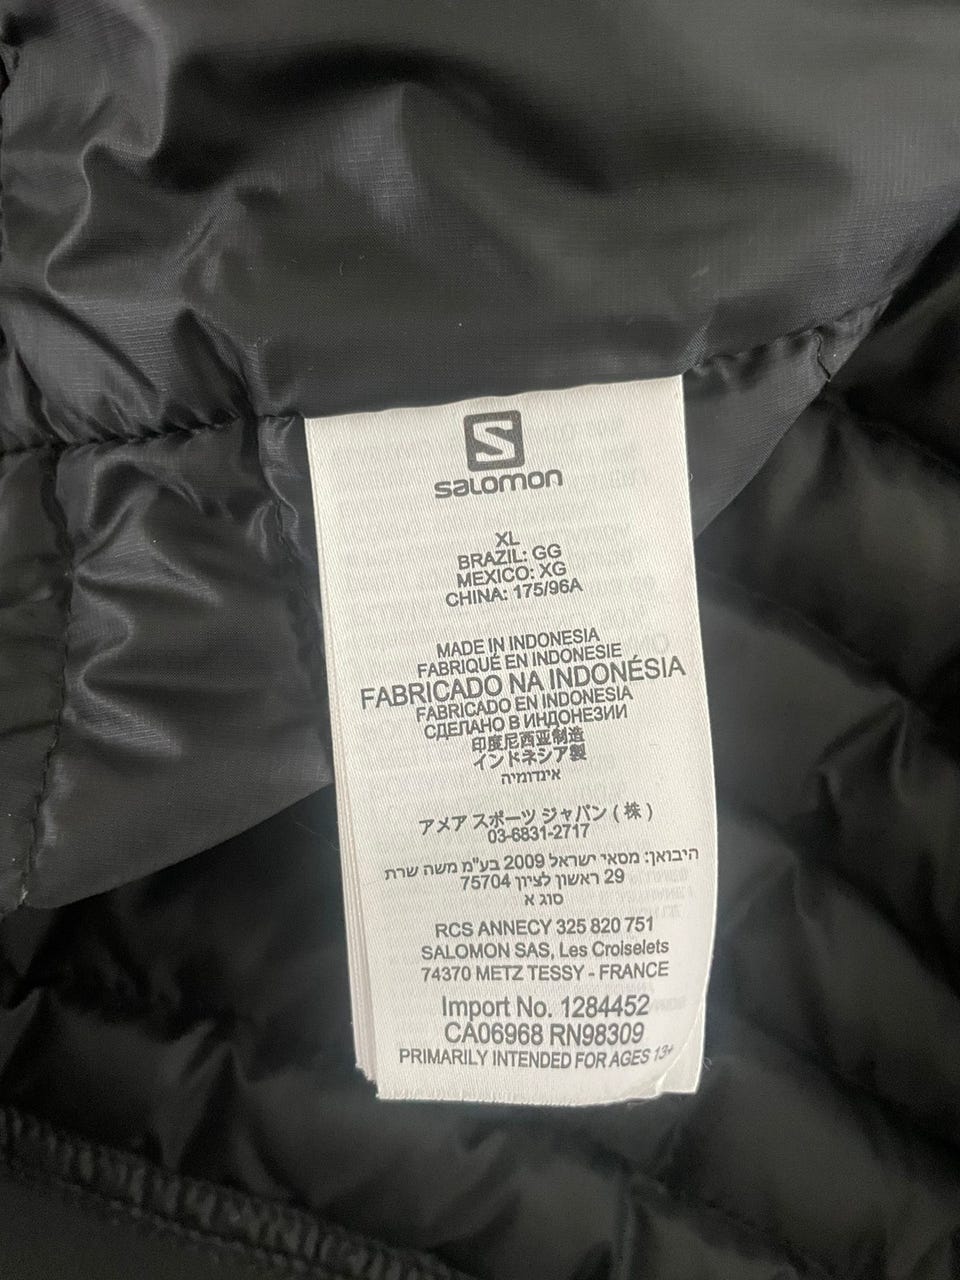 S
salomon
XL
BRAZIL: GG
MEXICO: XG
CHINA: 175/96A
MADE IN INDONESIA
FABRIQUÉ EN INDONESIE
FABRICADO NA INDONÉSIA
FABRICADO EN INDONESIA
СДЕЛАНО В ИНДОНЕЗИИ
印度尼西亚制造
インドネシア製
אינדונזיה
アメア スポーツ ジャパン ( 株 )
03-6831-2717
היבואן: מסאי ישראל 2009 בע"מ משה שרת
29 ראשון לציון 75704
סוג א
RCS ANNECY 325 820 751
SALOMON SAS, Les Croiselets
74370 METZ TESSY - FRANCE
Import No. 1284452
CA06968 RN98309
PRIMARILY INTENDED FOR AGES 13+